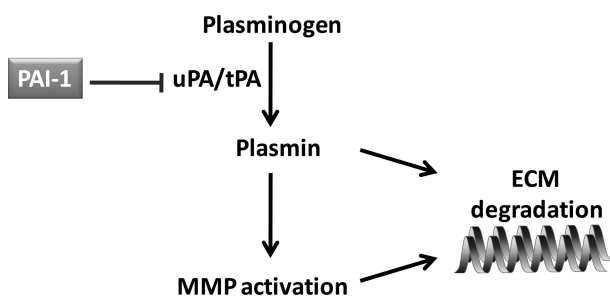 Plasminogen
PAI-1
uPA/tPA
Plasmin
ECM
degradation
MMP activation